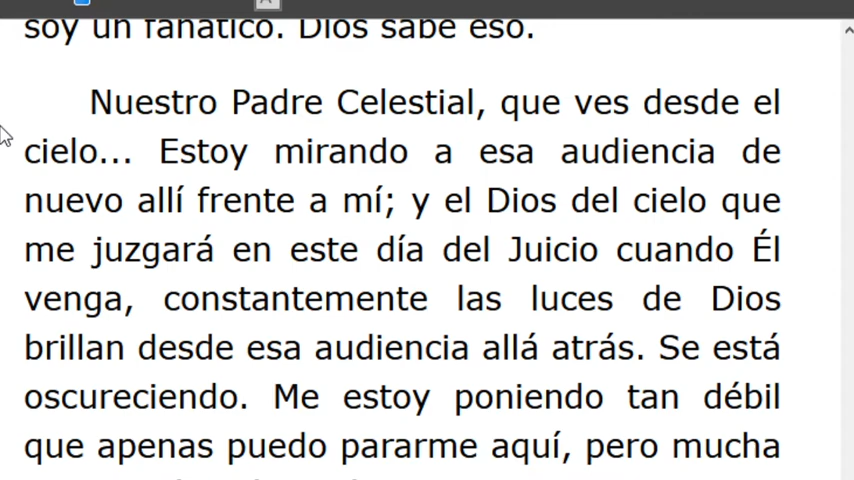 soy un fanático. Dios sabe eso.
Nuestro Padre Celestial, que ves desde el
cielo... Estoy mirando a esa audiencia de
nuevo allí frente a mí; y el Dios del cielo que
me juzgará en este día del Juicio cuando Él
venga, constantemente las luces de Dios
brillan desde esa audiencia allá atrás. Se está
oscureciendo. Me estoy poniendo tan débil
que apenas puedo pararme aquí, pero mucha